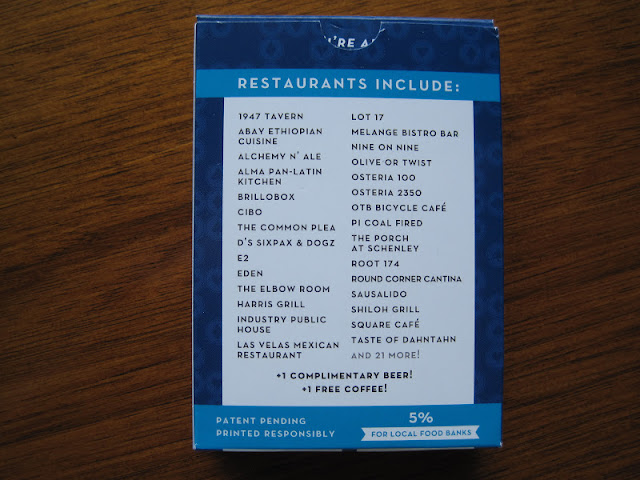 RESTAURANTS INCLUDE:
1947 TAVERN
ABAY ETHIOPIAN
CUISINE
ALCHEMY N' ALE
ALMA PAN-LATIN
KITCHEN
BRILLOBOX
CIBO
THE COMMON PLEA
D'S SIXPAX & DOGZ
E2
EDEN
THE ELBOW ROOM
HARRIS GRILL
INDUSTRY PUBLIC
HOUSE
LAS VELAS MEXICAN
RESTAURANT
LOT 17
MELANGE BISTRO BAR
NINE ON NINE
OLIVE OR TWIST
OSTERIA 100
OSTERIA 2350
OTB BICYCLE CAFÉ
PI COAL FIRED
THE PORCH
AT SCHENLEY
ROOT 174
ROUND CORNER CANTINA
SAUSALIDO
SHILOH GRILL
SQUARE CAFÉ
TASTE OF DAHNTAHN
AND 21 MORE!
+1 COMPLIMENTARY BEER!
+1 FREE COFFEE!
PATENT PENDING
PRINTED RESPONSIBLY
5%
FOR LOCAL FOOD BANKS